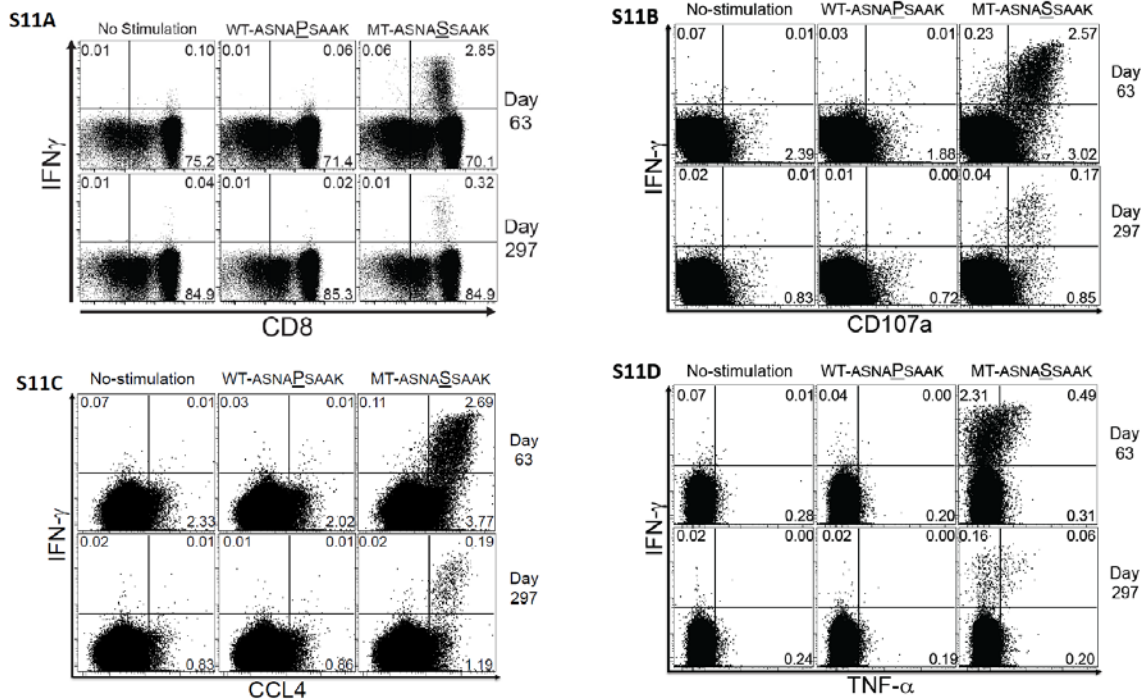 S11A
No Stimulation WT-ASNAPSAAK MT-ASNASSAAK
0.01 0.10 0.01 0.06 0.06 2.85
75.2 71.4 70.1
Day
63
0.01 0.04 0.01 0.02 0.01 0.32
84.9 85.3 84.9
Day
297
IFNγ
CD8
S11B
No-stimulation WT-ASNAPSAAK MT-ASNASSAAK
0.07 0.01 0.03 0.01 0.23 2.57
2.39 1.88 3.02
Day
63
0.02 0.01 0.01 0.00 0.04 0.17
0.83 0.72 0.85
Day
297
IFN-γ
CD107a
S11C
No-stimulation WT-ASNAPSAAK MT-ASNASSAAK
0.07 0.01 0.03 0.01 0.11 2.69
2.33 2.02 3.77
Day
63
0.02 0.01 0.01 0.01 0.02 0.19
0.83 0.86 1.19
Day
297
IFN-γ
CCL4
S11D
No-stimulation WT-ASNAPSAAK MT-ASNASSAAK
0.07 0.01 0.04 0.00 2.31 0.49
0.28 0.20 0.31
Day
63
0.02 0.00 0.02 0.00 0.16 0.06
0.24 0.19 0.20
Day
297
IFN-γ
TNF-α